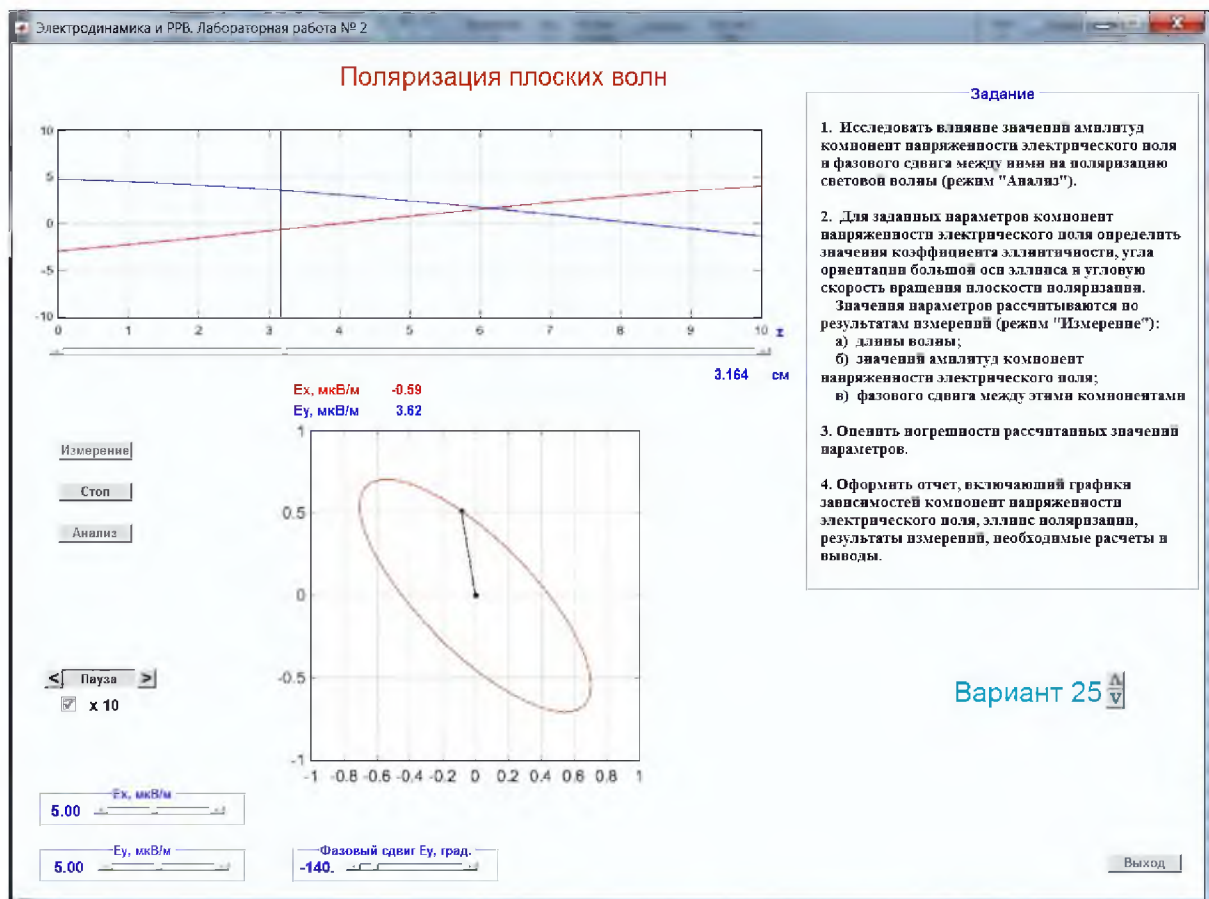 Электродинамика и РРВ. Лабораторная работа № 2
Поляризация плоских волн
10
5
0
-5
-10
0 1 2 3 4 5 6 7 8 9 10 z
3.164 см
Ex, мкВ/м -0.59
Ey, мкВ/м 3.62
Измерение
Стоп
Анализ
1
0.5
0
-0.5
-1
-1 -0.8 -0.6 -0.4 -0.2 0 0.2 0.4 0.6 0.8 1
< Пауза >
x 10
Ex, мкВ/м
5.00
Ey, мкВ/м
5.00
Фазовый сдвиг Ey, град.
-140.
Задание
1. Исследовать влияние значений амплитуд
компонент напряженности электрического поля
и фазового сдвига между ними на поляризацию
световой волны (режим "Анализ").
2. Для заданных параметров компонент
напряженности электрического поля определить
значения коэффициента эллиптичности, угла
ориентации большой оси эллипса и угловую
скорость вращения плоскости поляризации.
Значения параметров рассчитываются по
результатам измерений (режим "Измерение"):
а) длины волны;
б) значений амплитуд компонент
напряженности электрического поля;
в) фазового сдвига между этими компонентами
3. Оценить погрешности рассчитанных значений
параметров.
4. Оформить отчет, включающий графики
зависимостей компонент напряженности
электрического поля, эллипс поляризации,
результаты измерений, необходимые расчеты и
выводы.
Вариант 25
Выход